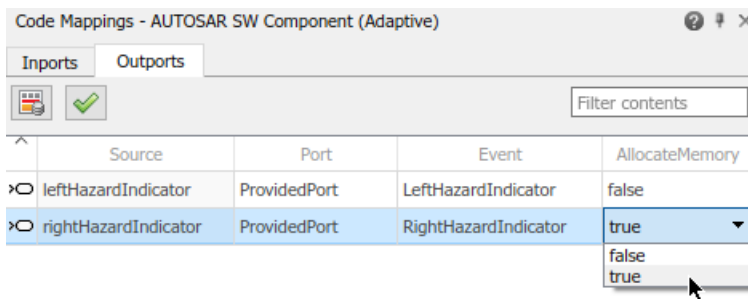 Code Mappings - AUTOSAR SW Component (Adaptive)
Inports Outports
Filter contents
Source Port Event AllocateMemory
leftHazardIndicator ProvidedPort LeftHazardIndicator false
rightHazardIndicator ProvidedPort RightHazardIndicator true
false
true